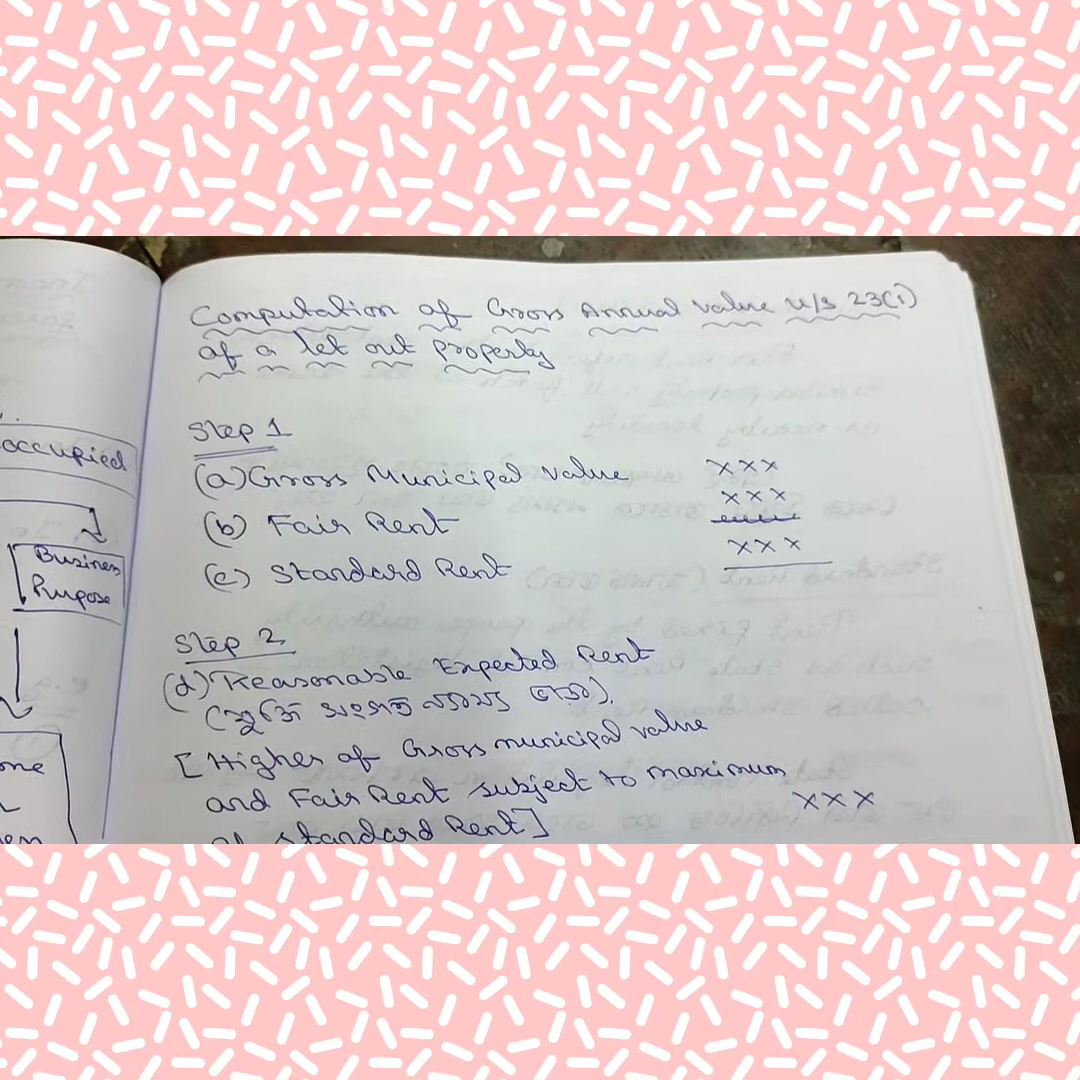 occupied
Business
Purpose
ome
Computation of Gross Annual Value u/s 23(1)
of a let out property
Step 1
(a) Gross Municipal Value xxx
(b) Fair Rent xxx
(c) Standard Rent xxx
Step 2
(d) Reasonable Expected Rent
[Higher of Gross municipal value
and Fair Rent subject to maximum
of standard Rent] xxx